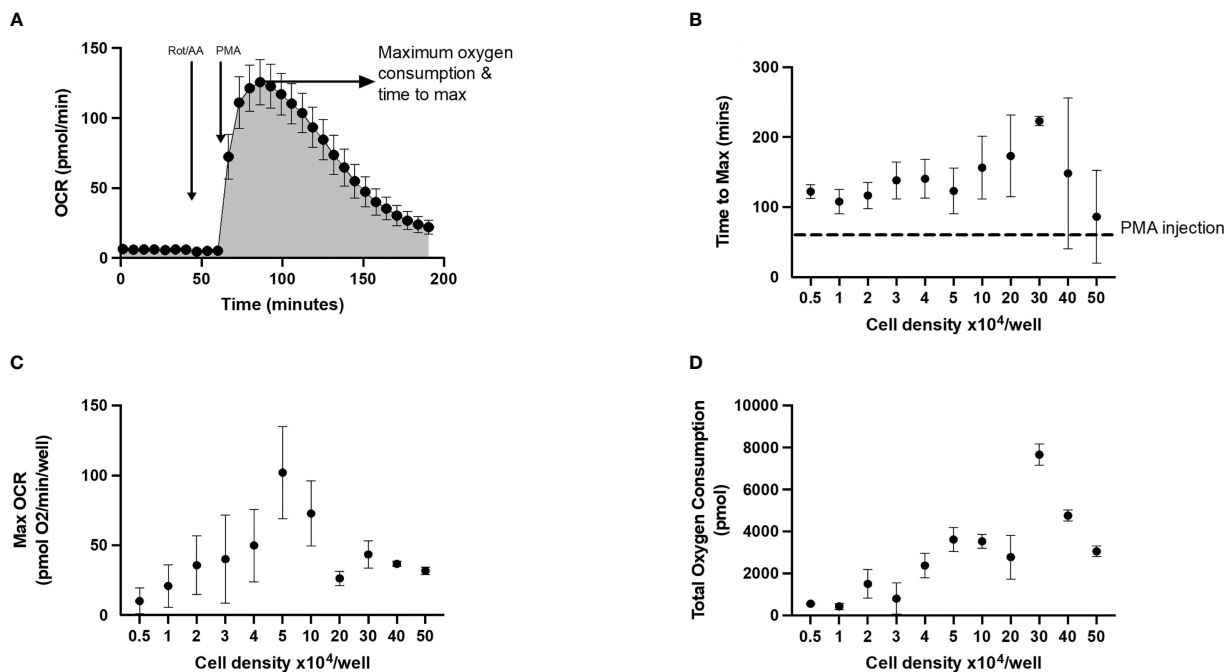 A
Rot/AA
PMA
Maximum oxygen
consumption &
time to max
OCR (pmol/min)
150
100
50
0
0 50 100 150 200
Time (minutes)
B
Time to Max (mins)
300
200
100
0
PMA injection
0.5 1 2 3 4 5 10 20 30 40 50
Cell density x10⁴/well
C
Max OCR
(pmol O2/min/well)
150
100
50
0
0.5 1 2 3 4 5 10 20 30 40 50
Cell density x10⁴/well
D
Total Oxygen Consumption
(pmol)
10000
8000
6000
4000
2000
0
0.5 1 2 3 4 5 10 20 30 40 50
Cell density x10⁴/well